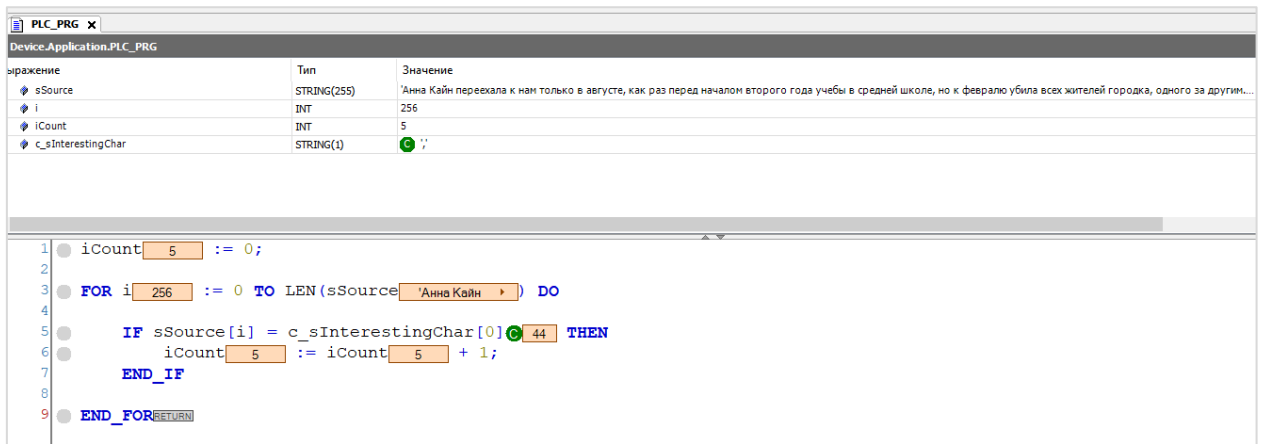 PLC_PRG X
Device.Application.PLC_PRG
ыражение Тип Значение
sSource STRING(255) 'Анна Кайн переехала к нам только в августе, как раз перед началом второго года учебы в средней школе, но к февралю убила всех жителей городка, одного за другим....
i INT 256
iCount INT 5
c_sInterestingChar STRING(1) C ','
1 iCount 5 := 0;
2
3 FOR i 256 := 0 TO LEN(sSource 'Анна Кайн ) DO
4
5 IF sSource[i] = c_sInterestingChar[0] C 44 THEN
6 iCount 5 := iCount 5 + 1;
7 END_IF
8
9 END_FOR RETURN